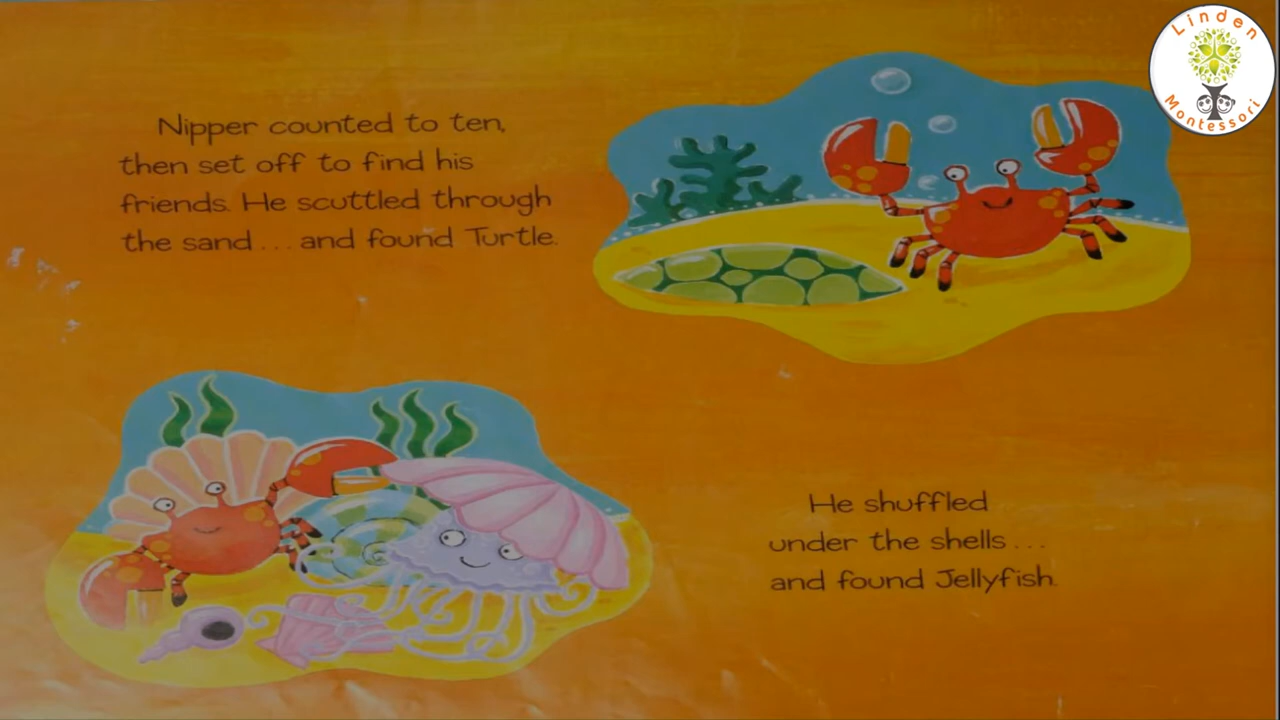 Nipper counted to ten,
then set off to find his
friends. He scuttled through
the sand ... and found Turtle.
He shuffled
under the shells ...
and found Jellyfish.
Linden
Montessori